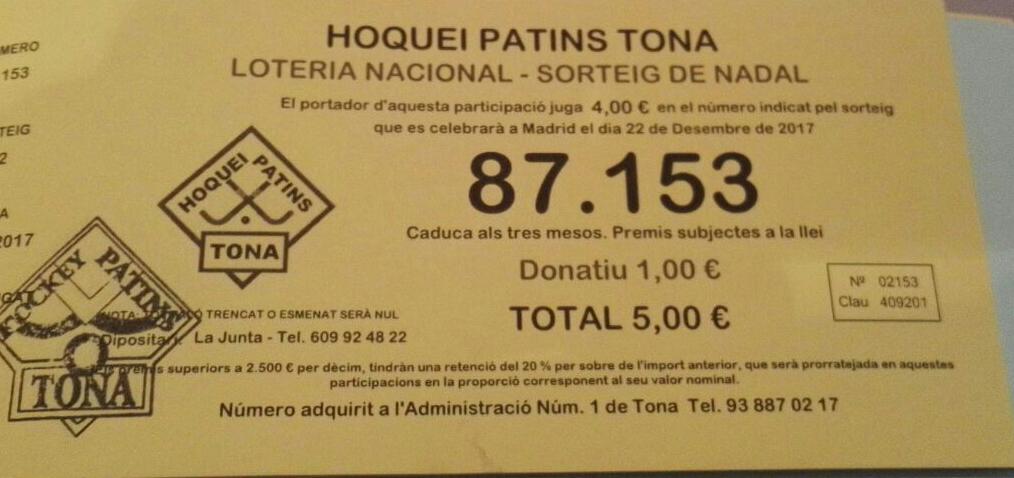 MERO
153
TEIG
2
A
2017
HOQUEI PATINS TONA
LOTERIA NACIONAL - SORTEIG DE NADAL
El portador d'aquesta participació juga 4,00 € en el número indicat pel sorteig
que es celebrarà a Madrid el dia 22 de Desembre de 2017
HOQUEI PATINS
TONA
87.153
Caduca als tres mesos. Premis subjectes a la llei
Donatiu 1,00 €
TOTAL 5,00 €
Nº 02153
Clau 409201
HOCKEY PATINS
TONA
NOTA: TRENCAT O ESMENAT SERÀ NUL
La Junta - Tel. 609 92 48 22
superiors a 2.500 € per dècim, tindràn una retenció del 20 % per sobre de l'import anterior, que serà prorratejada en aquestes
participacions en la proporció corresponent al seu valor nominal.
Número adquirit a l'Administració Núm. 1 de Tona Tel. 93 887 02 17